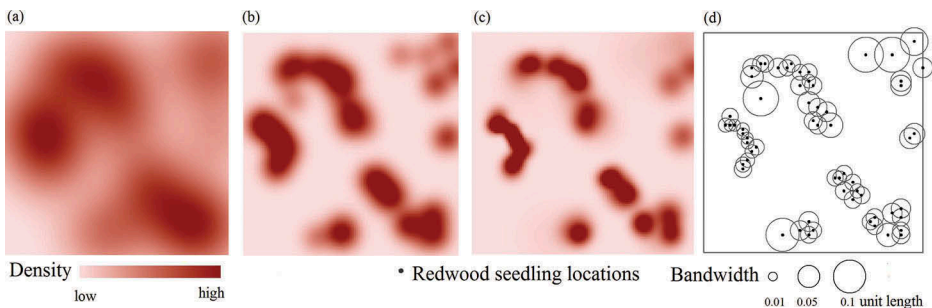 (a) (b) (c) (d)
Density low high
• Redwood seedling locations
Bandwidth 0.01 0.05 0.1 unit length